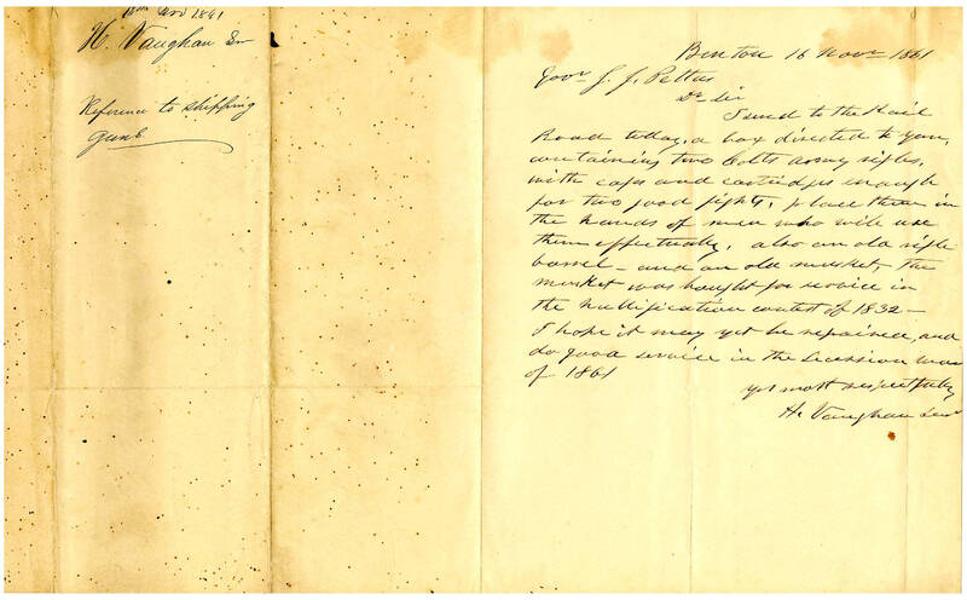 16th Nov 1861
H. Vaughan Sr
Reference to shipping
guns
Benton 16 Novr 1861
Govr J. J. Pettus
Dr Sir
I send to the Rail
Road today, a box directed to you,
containing two Colts army rifles,
with caps and cartridges enough
for two good fights, place them in
the hands of men who will use
them effectually, also an old rifle
barrel - and an old musket, the
musket was bought for service in
the Nullification contest of 1832 -
I hope it may yet be repaired, and
do good service in the Secession war
of 1861
yrs most respectfully
H. Vaughan Senr